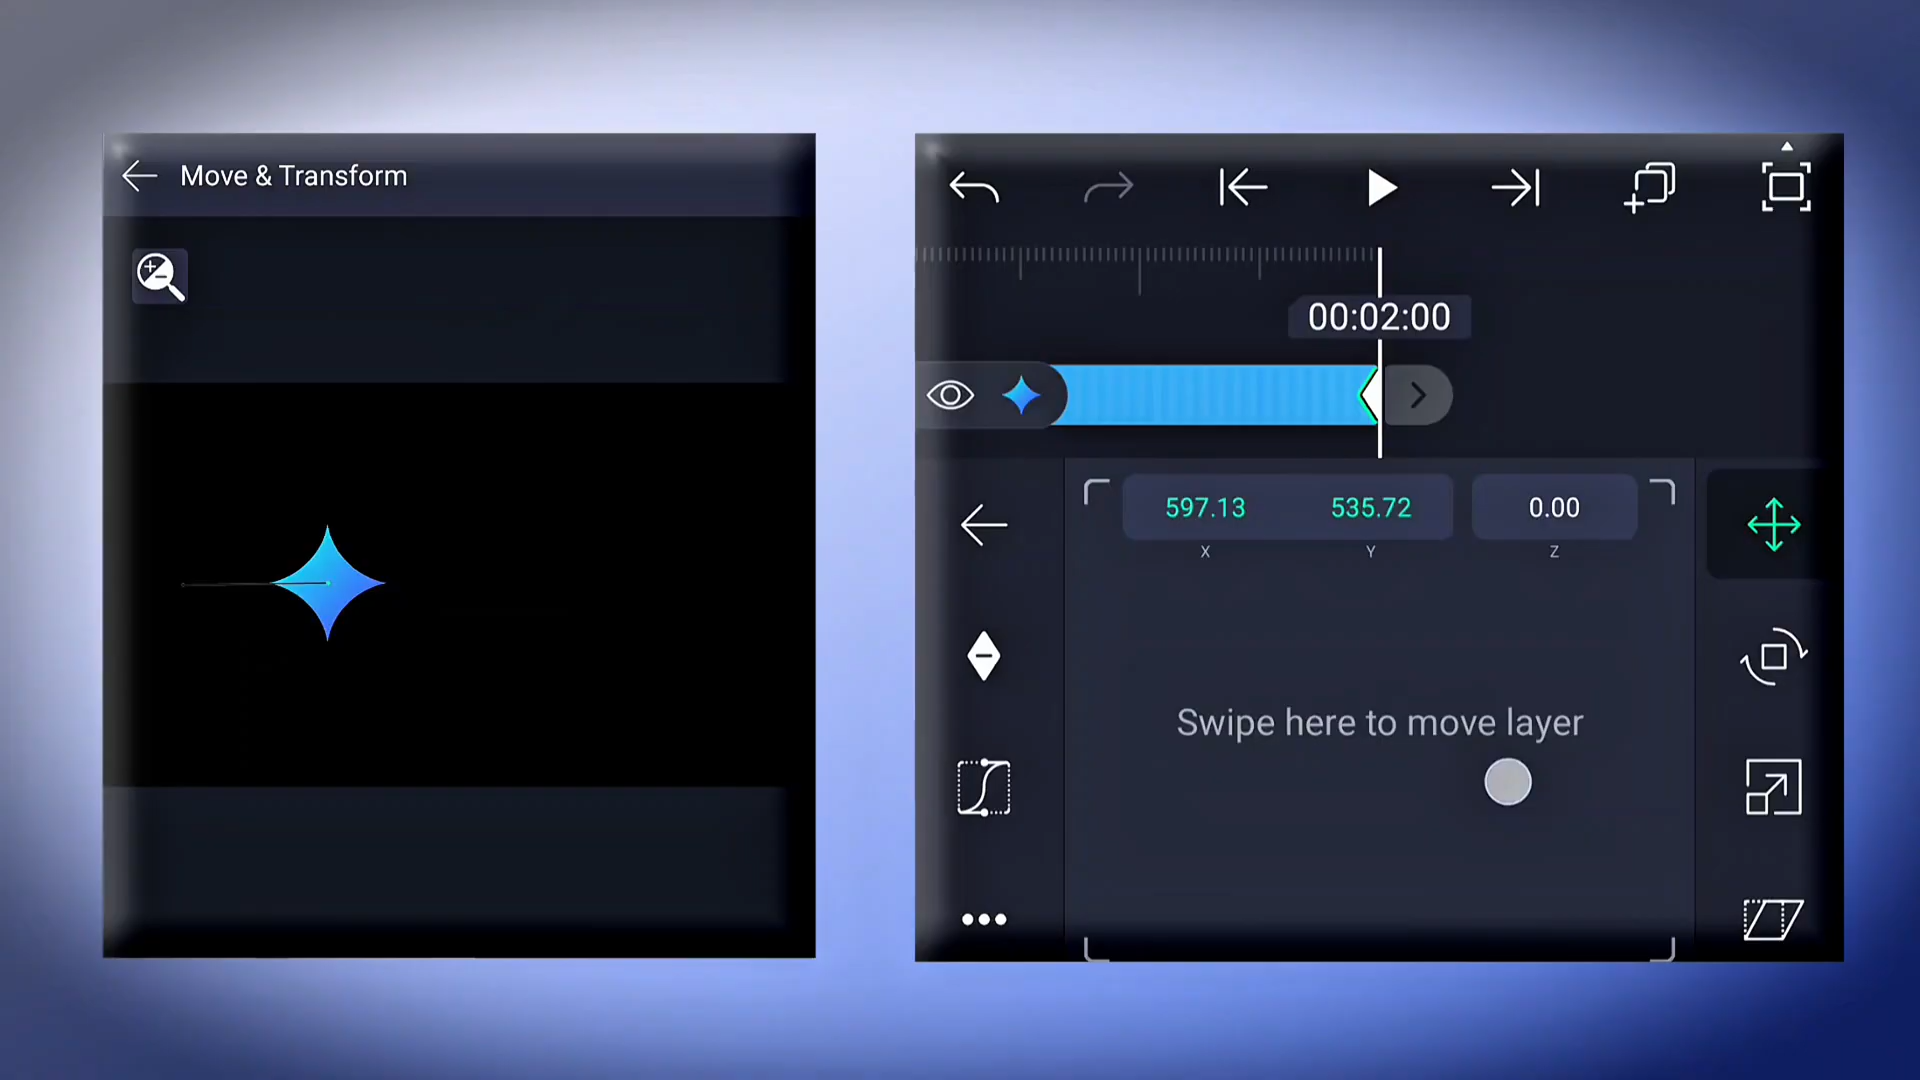 Move & Transform
00:02:00
597.13 535.72 0.00
X Y Z
Swipe here to move layer